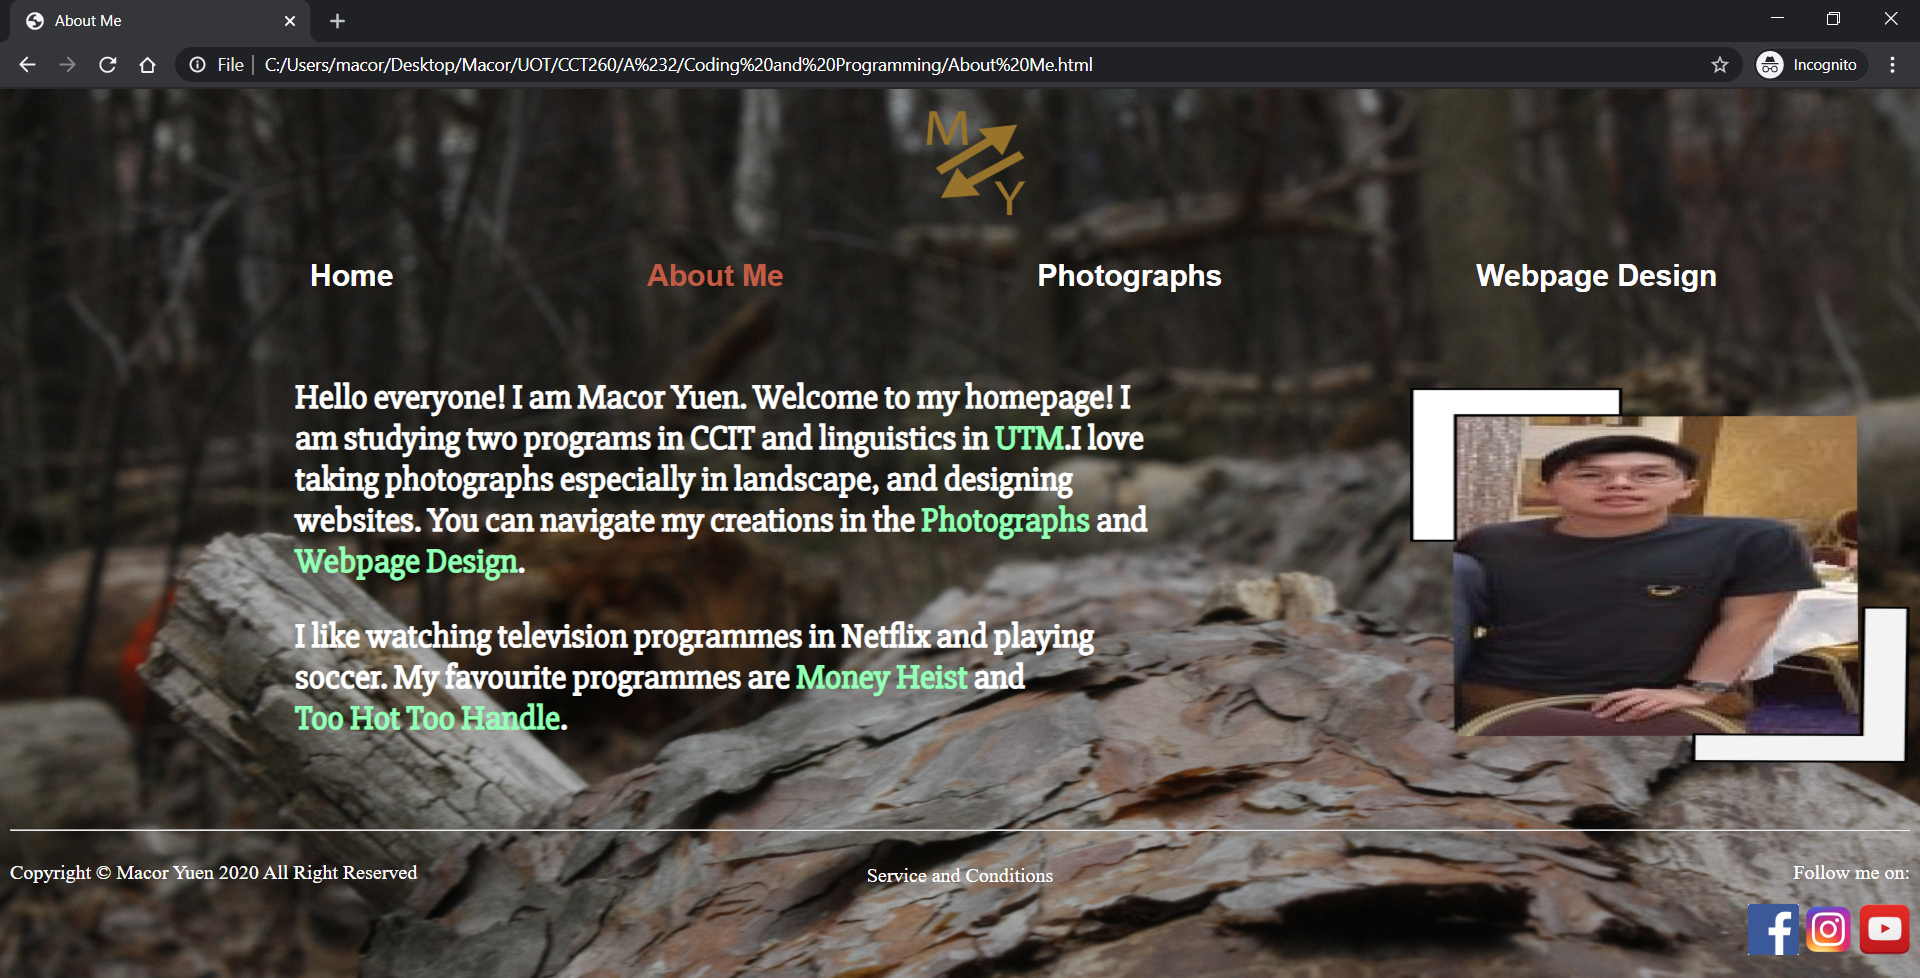 About Me
File
C:/Users/macor/Desktop/Macor/UOT/CCT260/A%232/Coding%20and%20Programming/About%20Me.html
Incognito
M
Y
Home About Me Photographs Webpage Design
Hello everyone! I am Macor Yuen. Welcome to my homepage! I
am studying two programs in CCIT and linguistics in UTM.I love
taking photographs especially in landscape, and designing
websites. You can navigate my creations in the Photographs and
Webpage Design.
I like watching television programmes in Netflix and playing
soccer. My favourite programmes are Money Heist and
Too Hot Too Handle.
Copyright © Macor Yuen 2020 All Right Reserved
Service and Conditions
Follow me on: